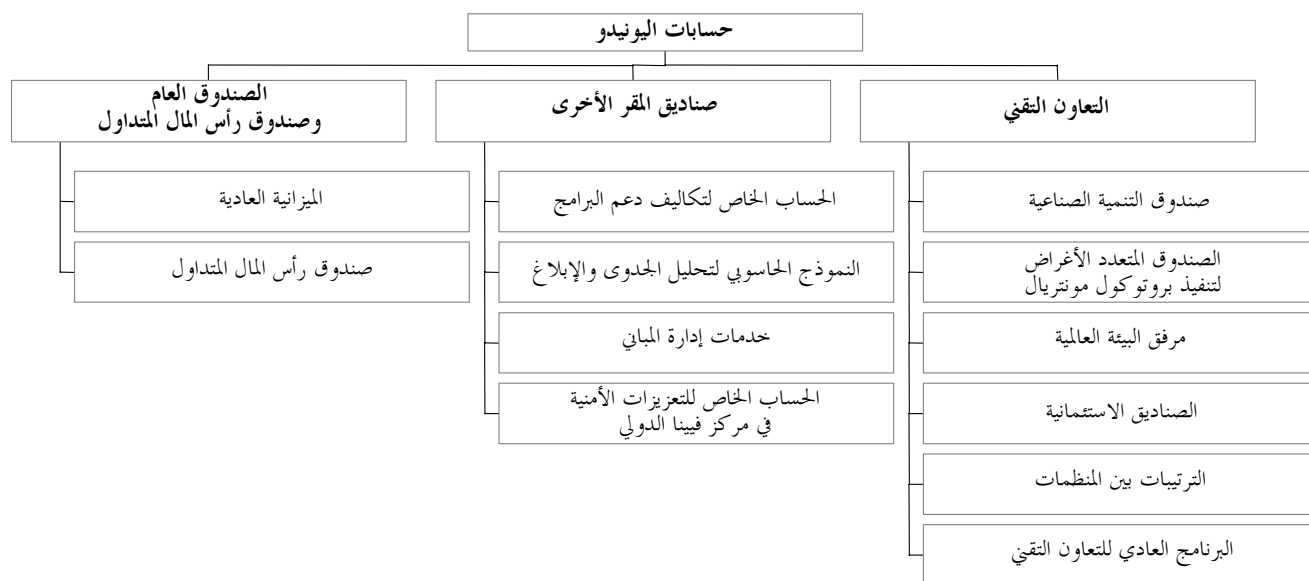 حسابات اليونيدو
التعاون التقني
صندوق التنمية الصناعية
الصندوق المتعدد الأغراض
لتنفيذ بروتوكول مونتريال
مرفق البيئة العالمية
الصناديق الاستئمانية
الترتيبات بين المنظمات
البرنامج العادي للتعاون التقني
صناديق المقر الأخرى
الحساب الخاص لتكاليف دعم البرامج
النموذج الحاسوبي لتحليل الجدوى والإبلاغ
خدمات إدارة المباني
الحساب الخاص للتعزيزات الأمنية
في مركز فيينا الدولي
الصندوق العام
وصندوق رأس المال المتداول
الميزانية العادية
صندوق رأس المال المتداول